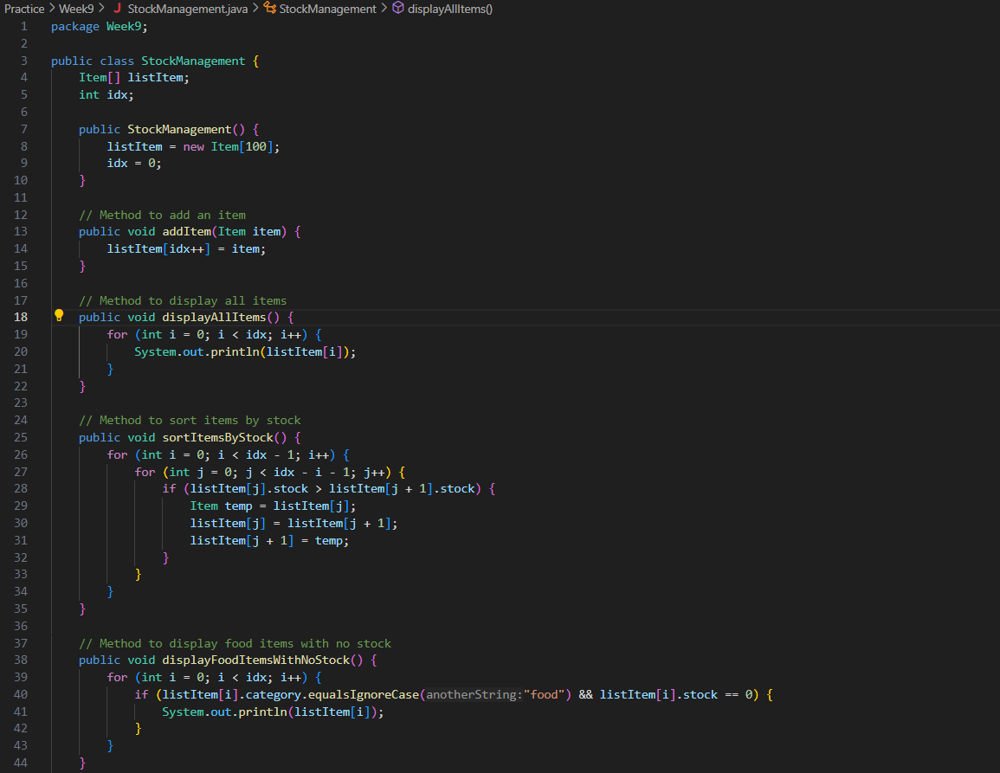 Practice > Week9 > J StockManagement.java > StockManagement > displayAllItems()
1 package Week9;
2
3 public class StockManagement {
4     Item[] listItem;
5     int idx;
6
7     public StockManagement() {
8         listItem = new Item[100];
9         idx = 0;
10     }
11
12     // Method to add an item
13     public void addItem(Item item) {
14         listItem[idx++] = item;
15     }
16
17     // Method to display all items
18     public void displayAllItems() {
19         for (int i = 0; i < idx; i++) {
20             System.out.println(listItem[i]);
21         }
22     }
23
24     // Method to sort items by stock
25     public void sortItemsByStock() {
26         for (int i = 0; i < idx - 1; i++) {
27             for (int j = 0; j < idx - i - 1; j++) {
28                 if (listItem[j].stock > listItem[j + 1].stock) {
29                     Item temp = listItem[j];
30                     listItem[j] = listItem[j + 1];
31                     listItem[j + 1] = temp;
32                 }
33             }
34         }
35     }
36
37     // Method to display food items with no stock
38     public void displayFoodItemsWithNoStock() {
39         for (int i = 0; i < idx; i++) {
40             if (listItem[i].category.equalsIgnoreCase(anotherString:"food") && listItem[i].stock == 0) {
41                 System.out.println(listItem[i]);
42             }
43         }
44     }